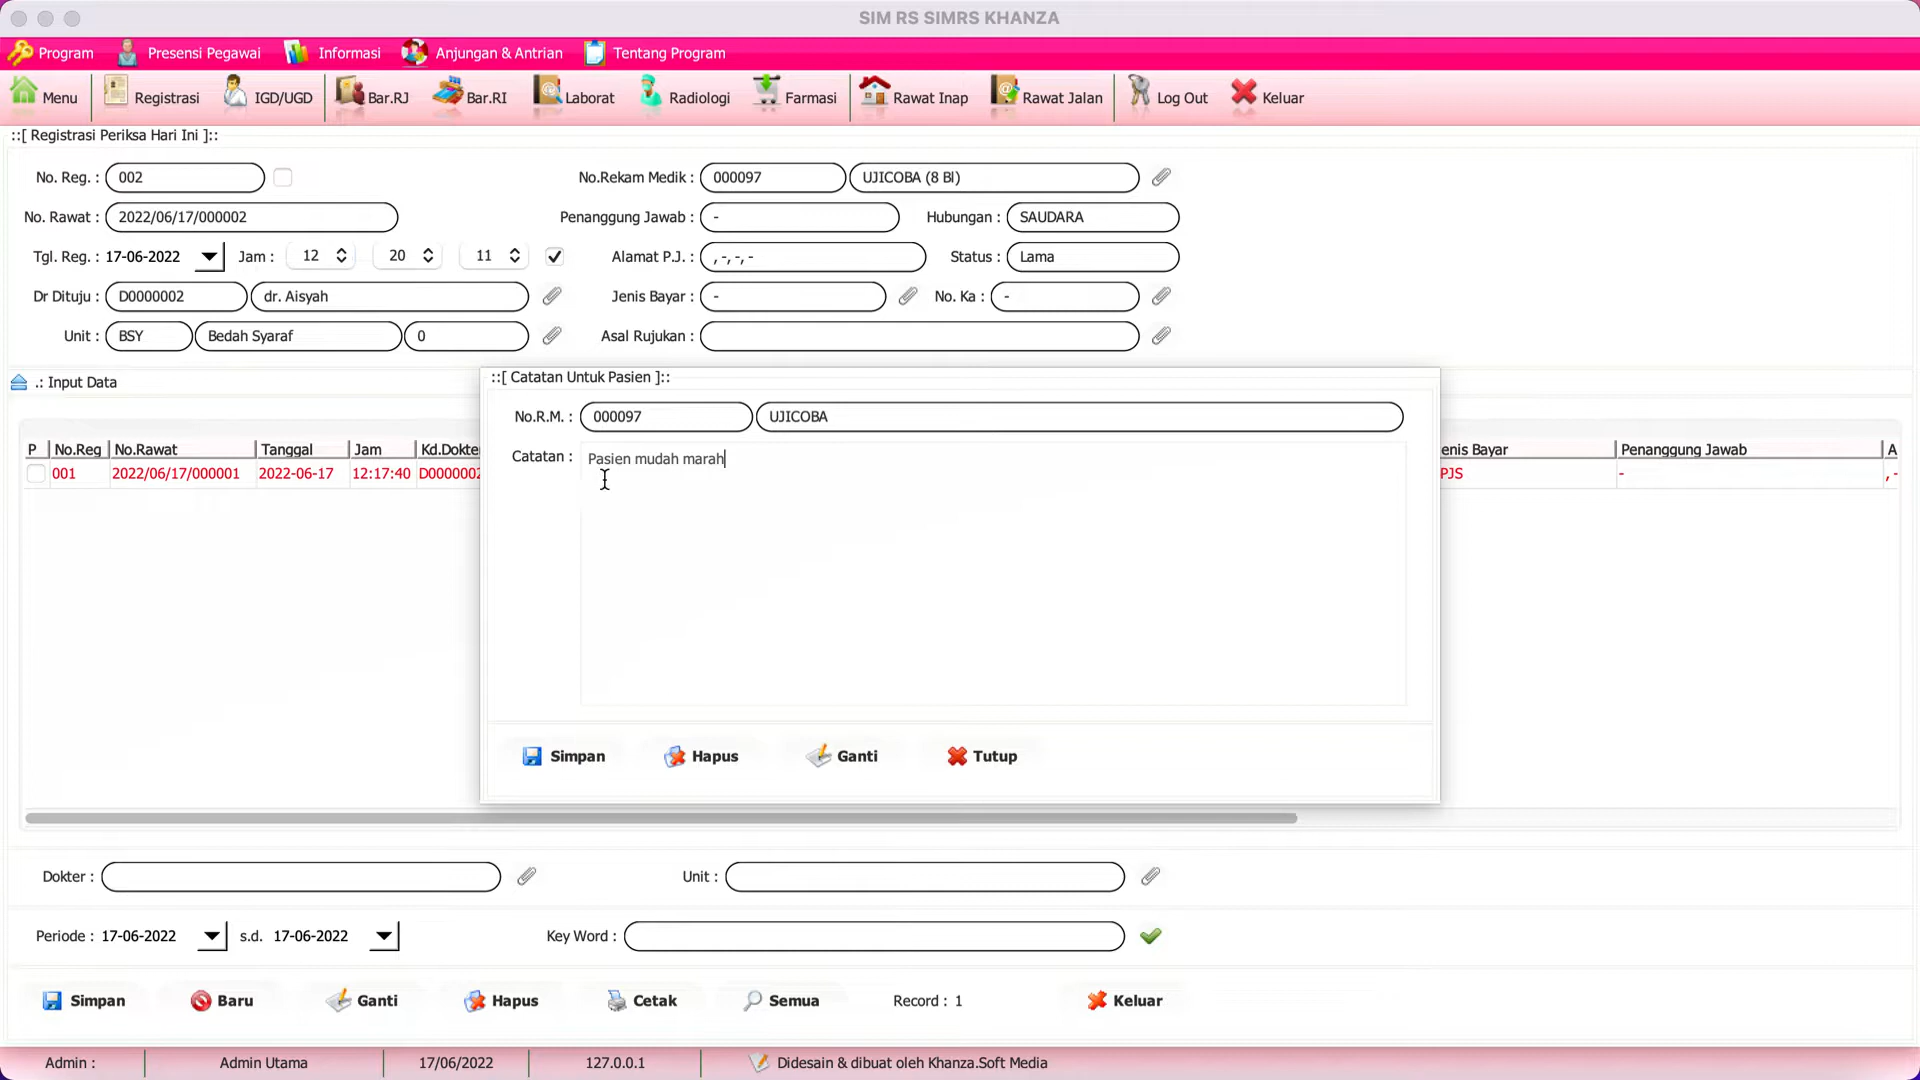 SIM RS SIMRS KHANZA
Program Presensi Pegawai Informasi Anjungan & Antrian Tentang Program
Menu Registrasi IGD/UGD Bar.RJ Bar.RI Laborat Radiologi Farmasi Rawat Inap Rawat Jalan Log Out Keluar
::[ Registrasi Periksa Hari Ini ]::
No. Reg. : 002 No.Rekam Medik : 000097 UJICOBA (8 Bl)
No. Rawat : 2022/06/17/000002 Penanggung Jawab : - Hubungan : SAUDARA
Tgl. Reg. : 17-06-2022 Jam : 12 20 11 Alamat P.J. : ,-,-,- Status : Lama
Dr Dituju : D0000002 dr. Aisyah Jenis Bayar : - No. Ka : -
Unit : BSY Bedah Syaraf 0 Asal Rujukan :
.: Input Data
::[ Catatan Untuk Pasien ]::
No.R.M. : 000097 UJICOBA
Catatan : Pasien mudah marah
P No.Reg No.Rawat Tanggal Jam Kd.Dokte enis Bayar Penanggung Jawab A
001 2022/06/17/000001 2022-06-17 12:17:40 D0000002 PJS - ,-
Simpan Hapus Ganti Tutup
Dokter : Unit :
Periode : 17-06-2022 s.d. 17-06-2022 Key Word :
Simpan Baru Ganti Hapus Cetak Semua Record : 1 Keluar
Admin : Admin Utama 17/06/2022 127.0.0.1 Didesain & dibuat oleh Khanza.Soft Media